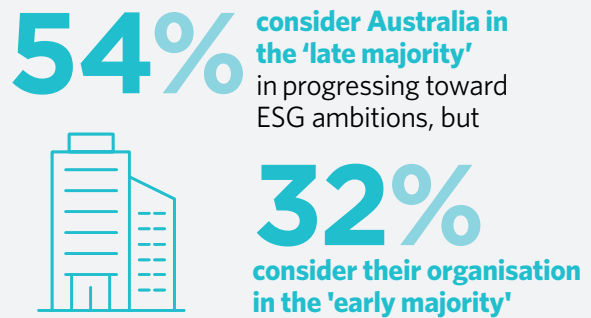 54%
consider Australia in
the ‘late majority’
in progressing toward
ESG ambitions, but
32%
consider their organisation
in the 'early majority'